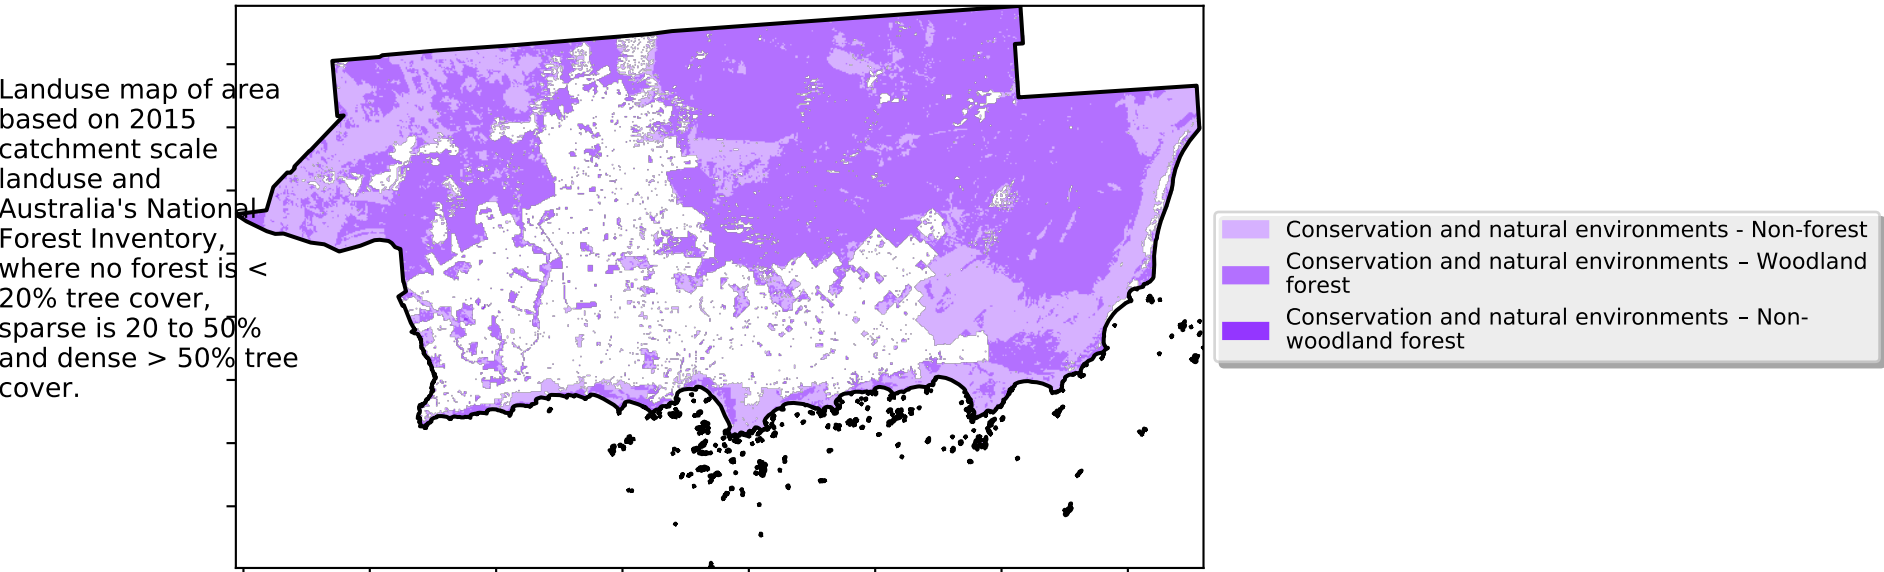 Landuse map of area
based on 2015
catchment scale
landuse and
Australia's National
Forest Inventory,
where no forest is <
20% tree cover,
sparse is 20 to 50%
and dense > 50% tree
cover.
Conservation and natural environments - Non-forest
Conservation and natural environments – Woodland
forest
Conservation and natural environments – Non-
woodland forest